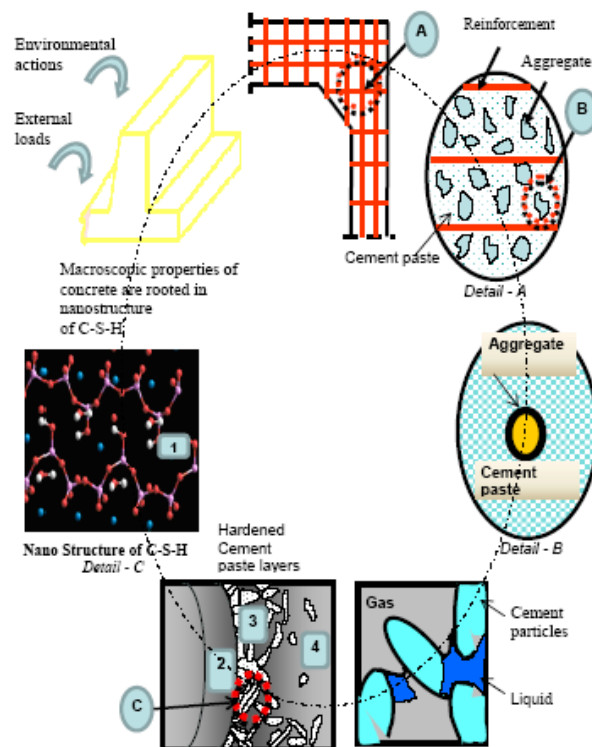 Environmental
actions
External
loads
A
Reinforcement
Aggregate
B
Cement paste
Detail - A
Macroscopic properties of
concrete are rooted in
nanostructure
of C-S-H
Aggregate
Cement
paste
Detail - B
1
Nano Structure of C-S-H
Detail - C
Hardened
Cement
paste layers
3
4
2
C
Gas
Cement
particles
Liquid